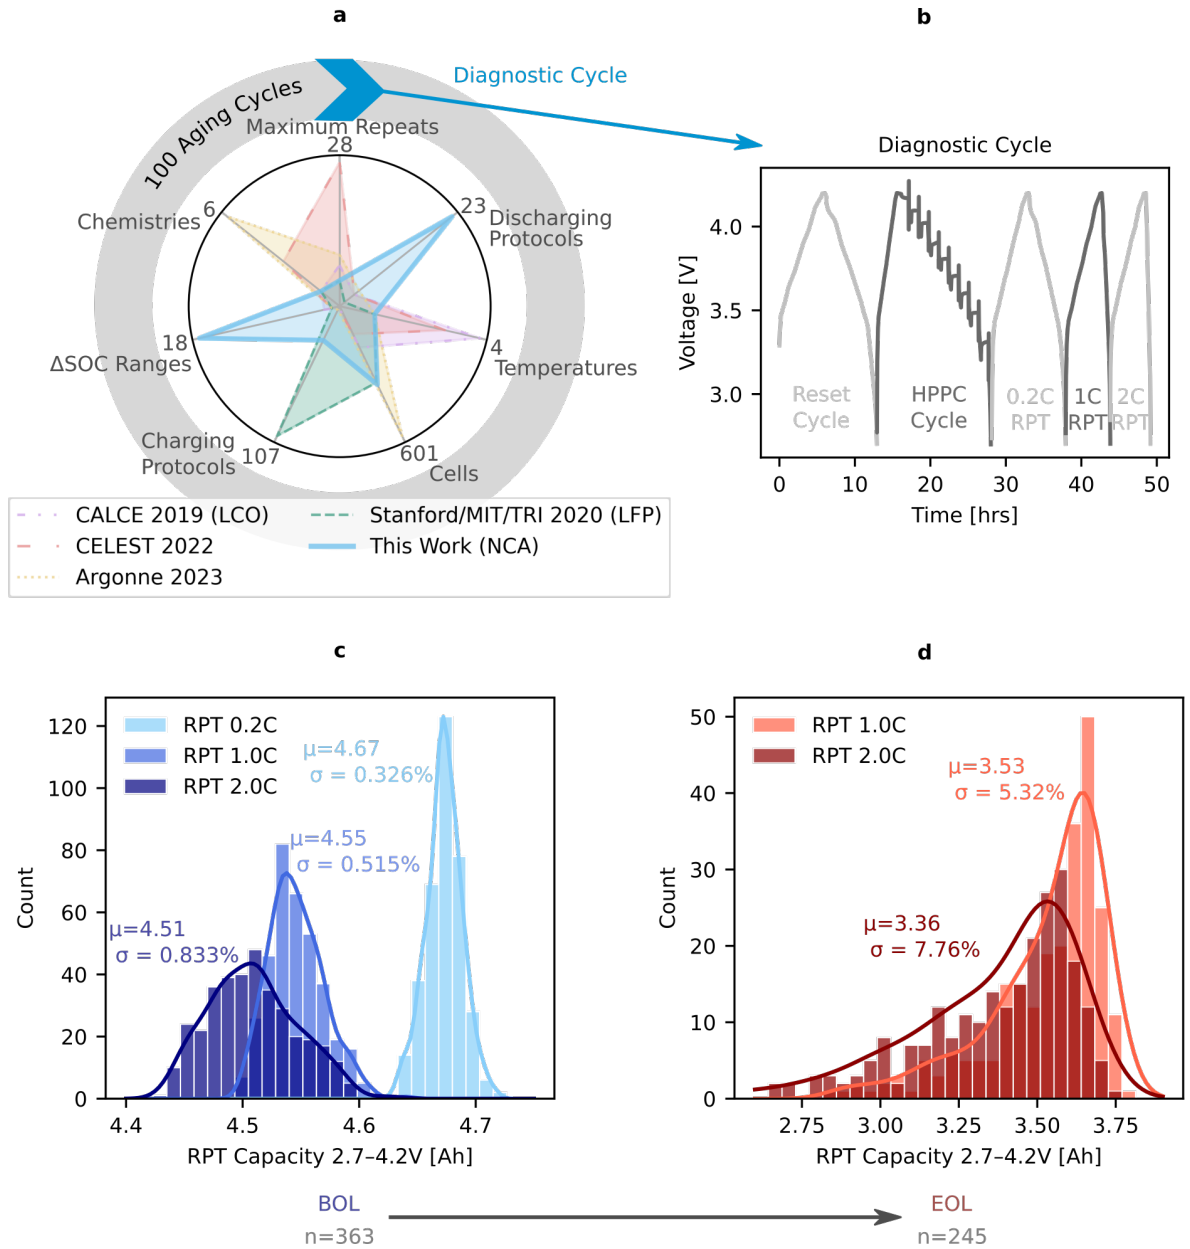 a
100 Aging Cycles
Diagnostic Cycle
Maximum Repeats
28
23
Discharging
Protocols
4
Temperatures
601
Cells
107
Charging
Protocols
18
ΔSOC Ranges
6
Chemistries
CALCE 2019 (LCO)
CELEST 2022
Argonne 2023
Stanford/MIT/TRI 2020 (LFP)
This Work (NCA)
b
Diagnostic Cycle
Voltage [V]
4.0
3.5
3.0
Reset
Cycle
HPPC
Cycle
0.2C
RPT
1C
RPT
2C
RPT
0 10 20 30 40 50
Time [hrs]
c
Count
120
100
80
60
40
20
0
RPT 0.2C
RPT 1.0C
RPT 2.0C
μ=4.67
σ = 0.326%
μ=4.55
σ = 0.515%
μ=4.51
σ = 0.833%
4.4 4.5 4.6 4.7
RPT Capacity 2.7–4.2V [Ah]
BOL
n=363
d
Count
50
40
30
20
10
0
RPT 1.0C
RPT 2.0C
μ=3.53
σ = 5.32%
μ=3.36
σ = 7.76%
2.75 3.00 3.25 3.50 3.75
RPT Capacity 2.7–4.2V [Ah]
EOL
n=245